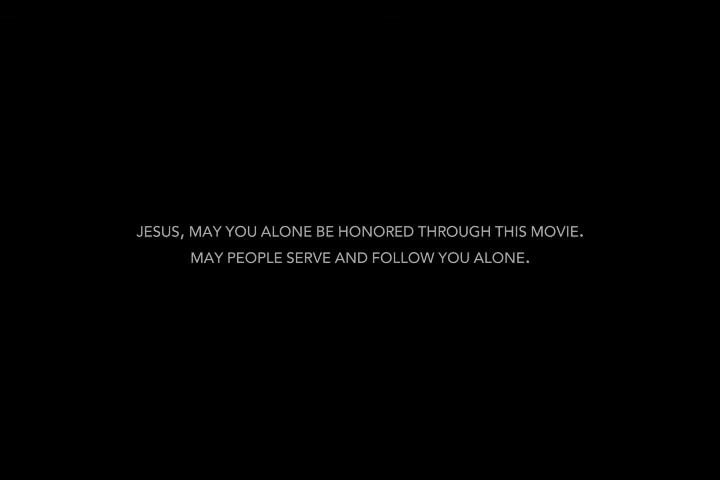 JESUS, MAY YOU ALONE BE HONORED THROUGH THIS MOVIE.
MAY PEOPLE SERVE AND FOLLOW YOU ALONE.